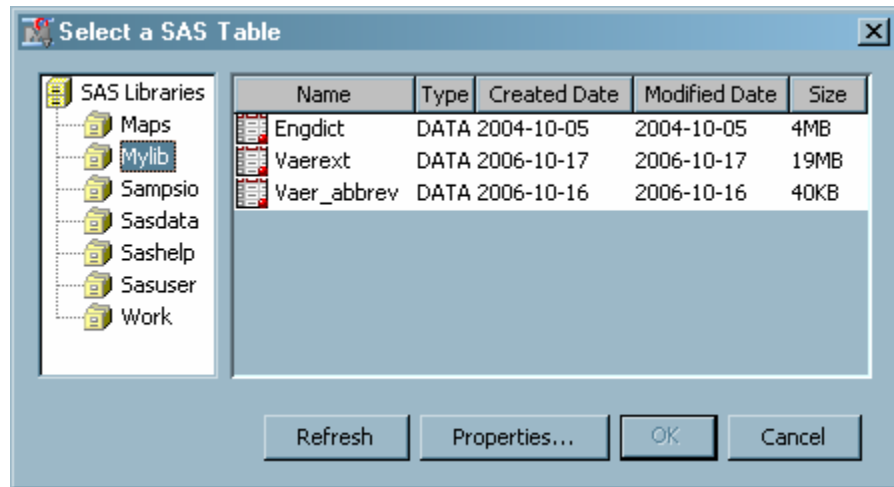 Select a SAS Table
SAS Libraries
Maps
Mylib
Sampsio
Sasdata
Sashelp
Sasuser
Work
Name Type Created Date Modified Date Size
Engdict DATA 2004-10-05 2004-10-05 4MB
Vaerext DATA 2006-10-17 2006-10-17 19MB
Vaer_abbrev DATA 2006-10-16 2006-10-16 40KB
Refresh Properties... OK Cancel